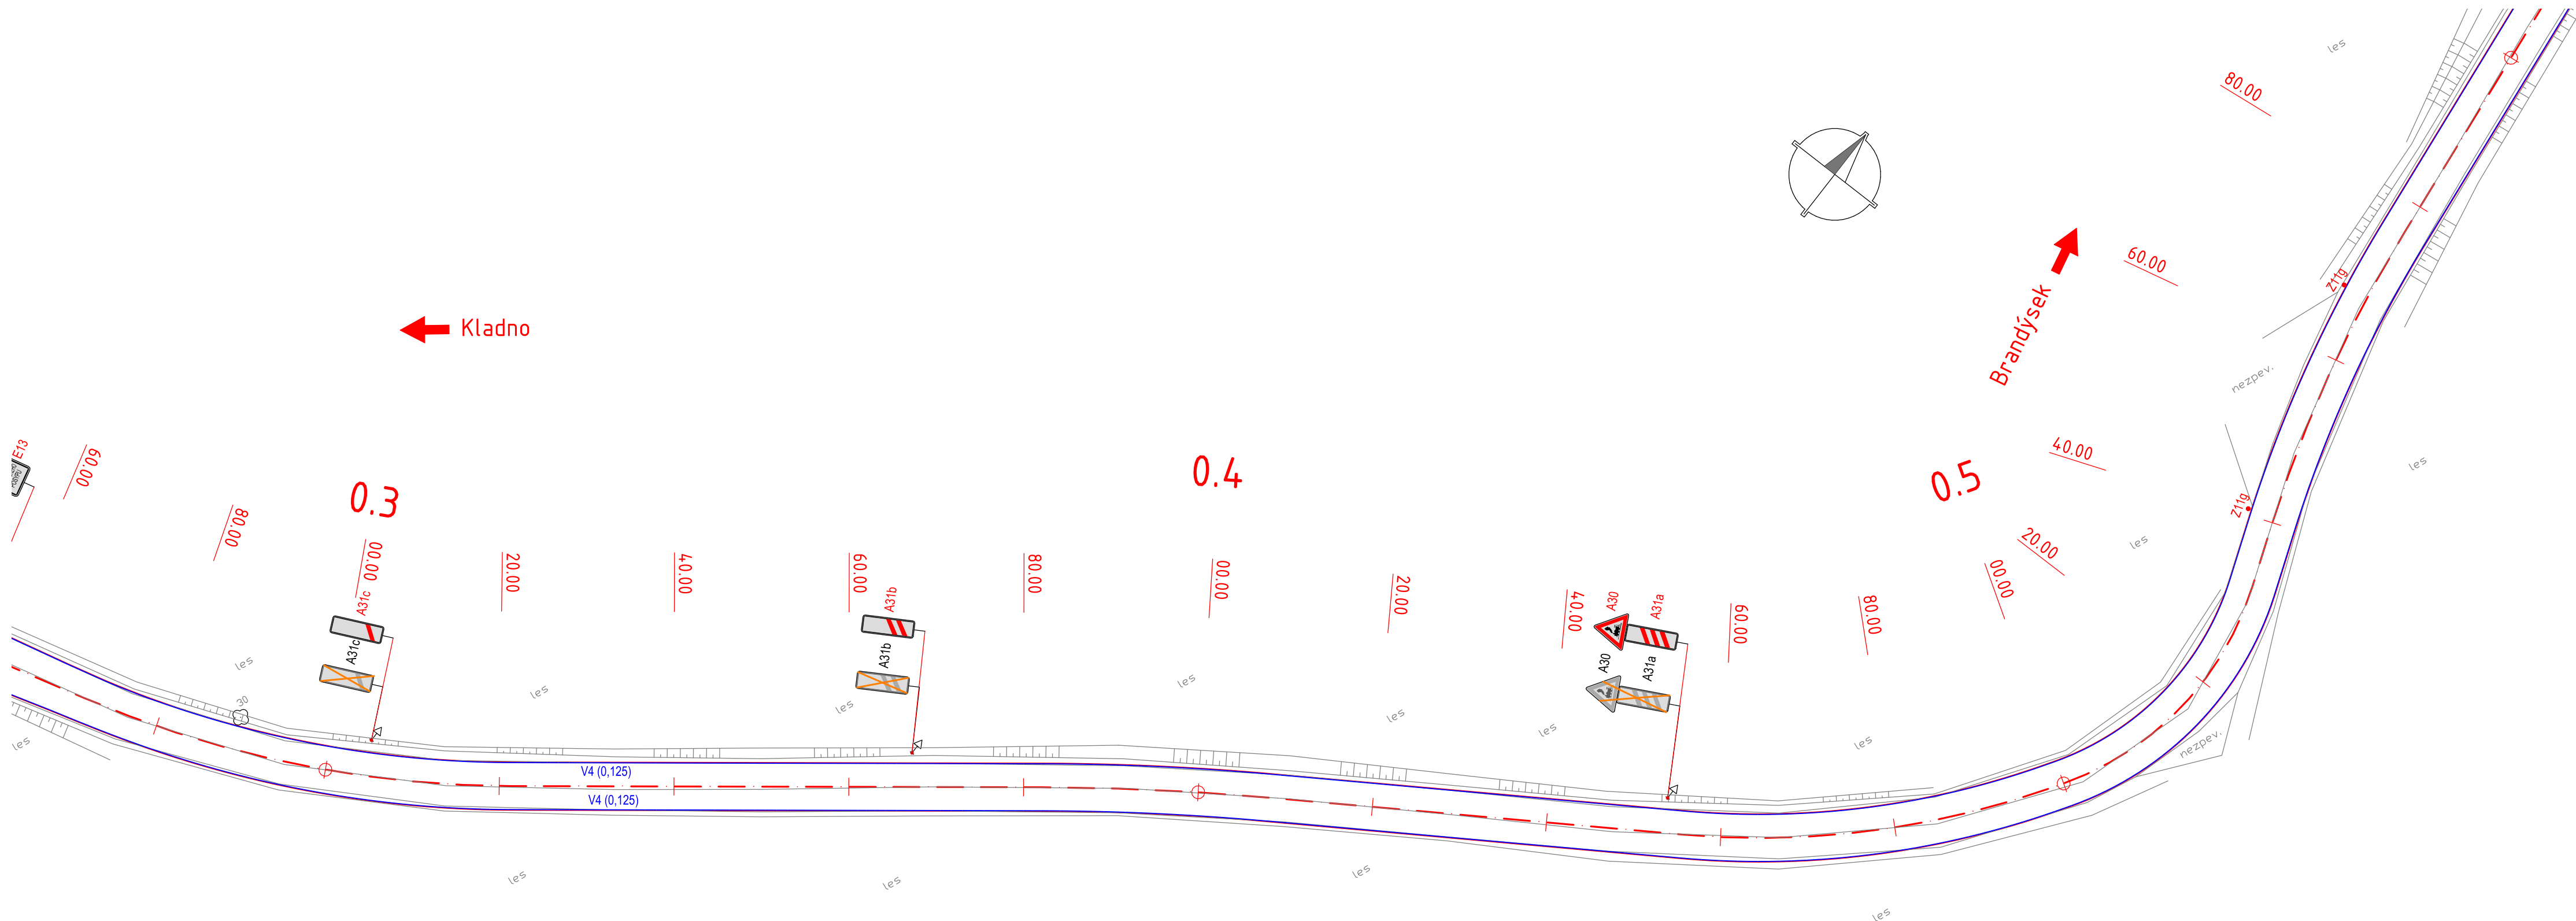 les
80.00
60.00
Z11g
Kladno
Brandýsek
nezpev.
E13
60.00
0.3
0.4
0.5
40.00
les
Z11g
80.00
00.00
20.00
40.00
60.00
80.00
00.00
20.00
40.00
60.00
80.00
00.00
20.00
les
A31c
A31b
A30
A31a
A31c
A31b
A30
A31a
les
les
30
les
les
les
les
les
les
nezpev.
V4 (0,125)
V4 (0,125)
les
les
les
les